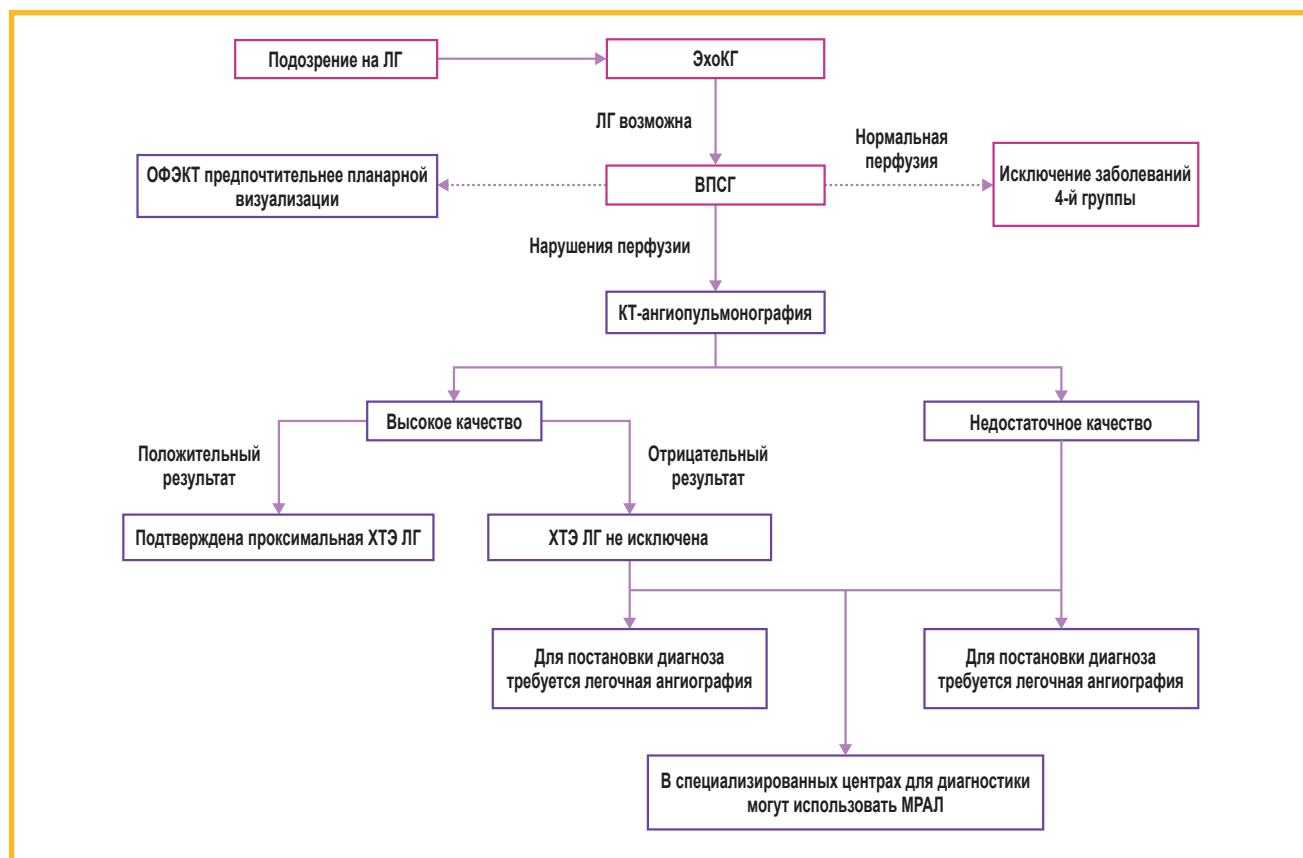 Подозрение на ЛГ
ЭхоКГ
ЛГ возможна
Нормальная
перфузия
ОФЭКТ предпочтительнее планарной
визуализации
ВПСГ
Исключение заболеваний
4-й группы
Нарушения перфузии
КТ-ангиопульмонография
Высокое качество
Недостаточное качество
Положительный
результат
Отрицательный
результат
Подтверждена проксимальная ХТЭ ЛГ
ХТЭ ЛГ не исключена
Для постановки диагноза
требуется легочная ангиография
Для постановки диагноза
требуется легочная ангиография
В специализированных центрах для диагностики
могут использовать МРАЛ